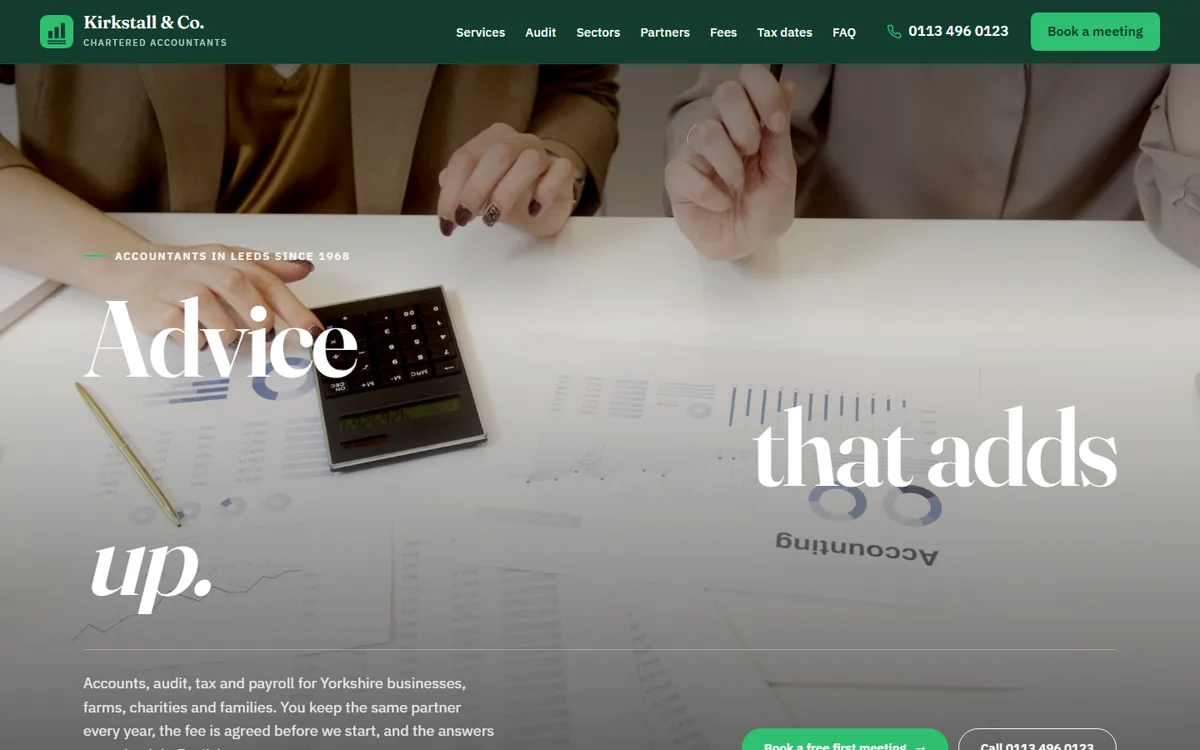 Kirkstall & Co.
CHARTERED ACCOUNTANTS
Services Audit Sectors Partners Fees Tax dates FAQ
0113 496 0123
Book a meeting
ACCOUNTANTS IN LEEDS SINCE 1968
Advice
that adds
up.
Accounting
Accounts, audit, tax and payroll for Yorkshire businesses,
farms, charities and families. You keep the same partner
every year, the fee is agreed before we start, and the answers
Book a free first meeting →
Call 0113 496 0123